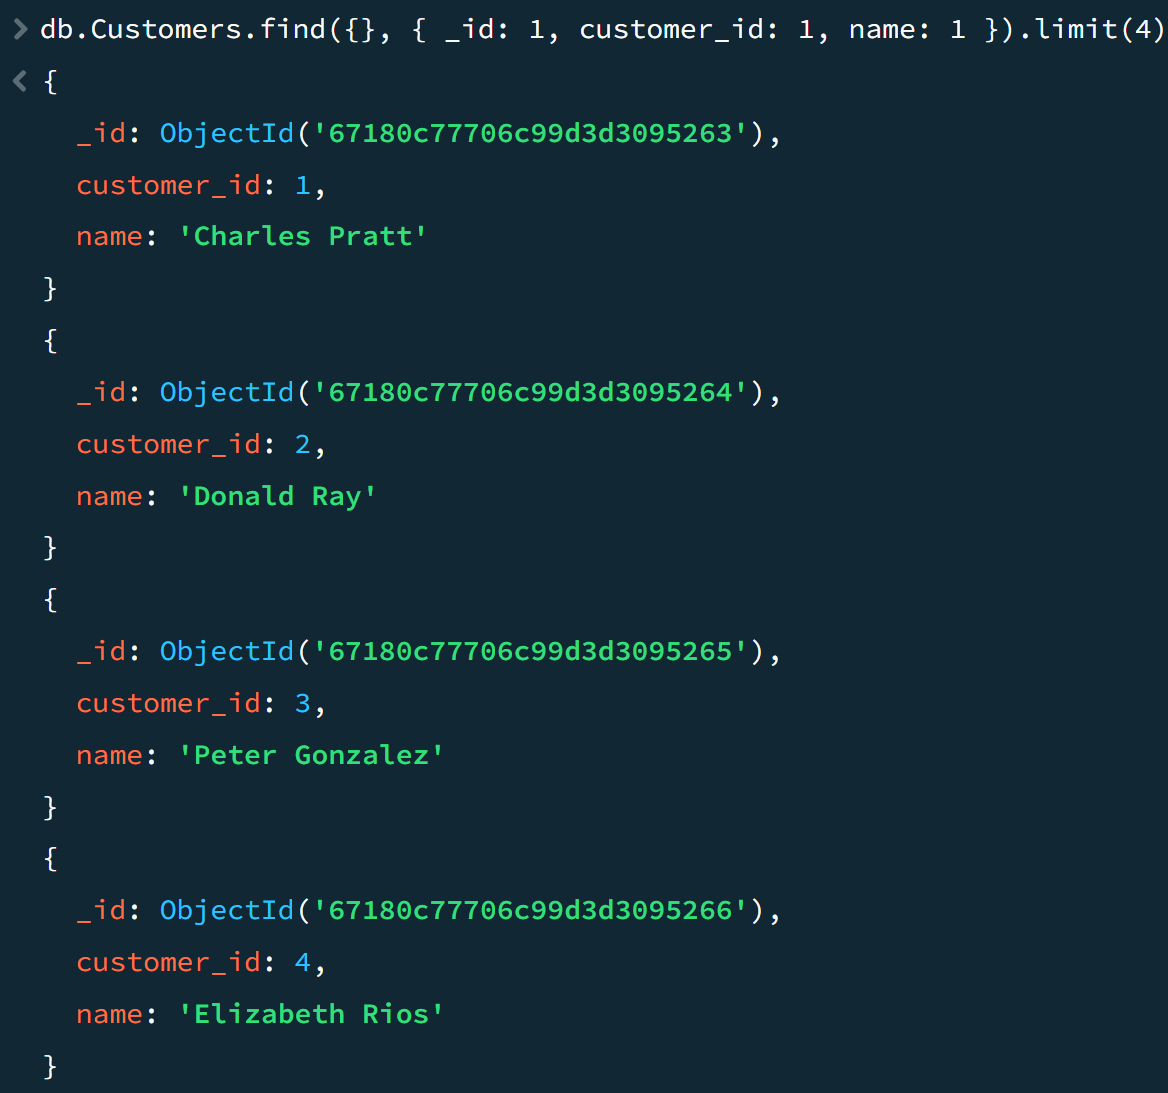 > db.Customers.find({}, { _id: 1, customer_id: 1, name: 1 }).limit(4)
< {
_id: ObjectId('67180c77706c99d3d3095263'),
customer_id: 1,
name: 'Charles Pratt'
}
{
_id: ObjectId('67180c77706c99d3d3095264'),
customer_id: 2,
name: 'Donald Ray'
}
{
_id: ObjectId('67180c77706c99d3d3095265'),
customer_id: 3,
name: 'Peter Gonzalez'
}
{
_id: ObjectId('67180c77706c99d3d3095266'),
customer_id: 4,
name: 'Elizabeth Rios'
}